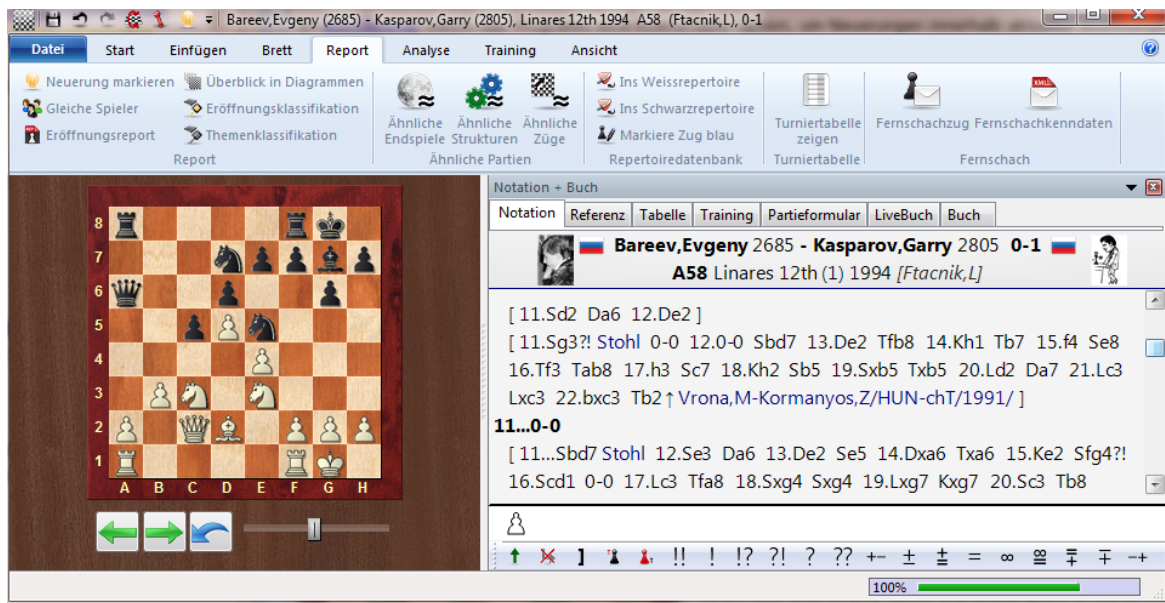 Bareev,Evgeny (2685) - Kasparov,Garry (2805), Linares 12th 1994 A58 (Ftacnik,L), 0-1
Datei Start Einfügen Brett Report Analyse Training Ansicht
Neuerung markieren Überblick in Diagrammen
Gleiche Spieler Eröffnungsklassifikation
Eröffnungsreport Themenklassifikation
Report
Ähnliche Endspiele Ähnliche Strukturen Ähnliche Züge
Ähnliche Partien
Ins Weissrepertoire
Ins Schwarzrepertoire
Markiere Zug blau
Repertoiredatenbank
Turniertabelle zeigen
Turniertabelle
XML
Fernschachzug Fernschachkenndaten
Fernschach
8
7
6
5
4
3
2
1
A B C D E F G H
Notation + Buch
Notation Referenz Tabelle Training Partieformular LiveBuch Buch
Bareev,Evgeny 2685 - Kasparov,Garry 2805 0-1
A58 Linares 12th (1) 1994 [Ftacnik,L]
[ 11.Sd2 Da6 12.De2 ]
[ 11.Sg3?! Stohl 0-0 12.0-0 Sbd7 13.De2 Tfb8 14.Kh1 Tb7 15.f4 Se8
16.Tf3 Tab8 17.h3 Sc7 18.Kh2 Sb5 19.Sxb5 Txb5 20.Ld2 Da7 21.Lc3
Lxc3 22.bxc3 Tb2 ↑ Vrona,M-Kormanyos,Z/HUN-chT/1991/ ]
11...0-0
[ 11...Sbd7 Stohl 12.Se3 Da6 13.De2 Se5 14.Dxa6 Txa6 15.Ke2 Sfg4?!
16.Scd1 0-0 17.Lc3 Tfa8 18.Sxg4 Sxg4 19.Lxg7 Kxg7 20.Sc3 Tb8
] !! ! !? ?! ? ?? +− ± ⩲ = ∞ ⩱ ∓ −+
100%